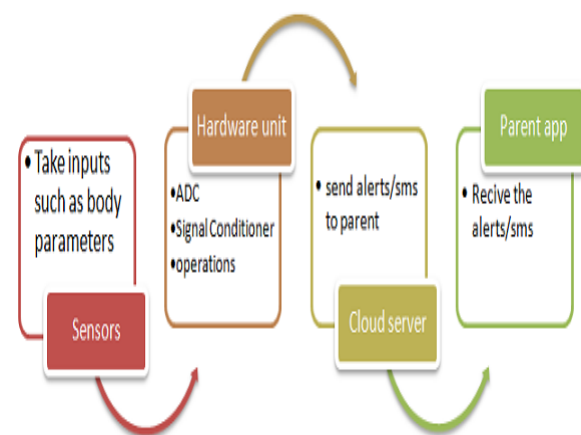 • Take inputs
such as body
parameters
Sensors
Hardware unit
•ADC
•Signal Conditioner
•operations
• send alerts/sms
to parent
Cloud server
Parent app
• Recive the
alerts/sms